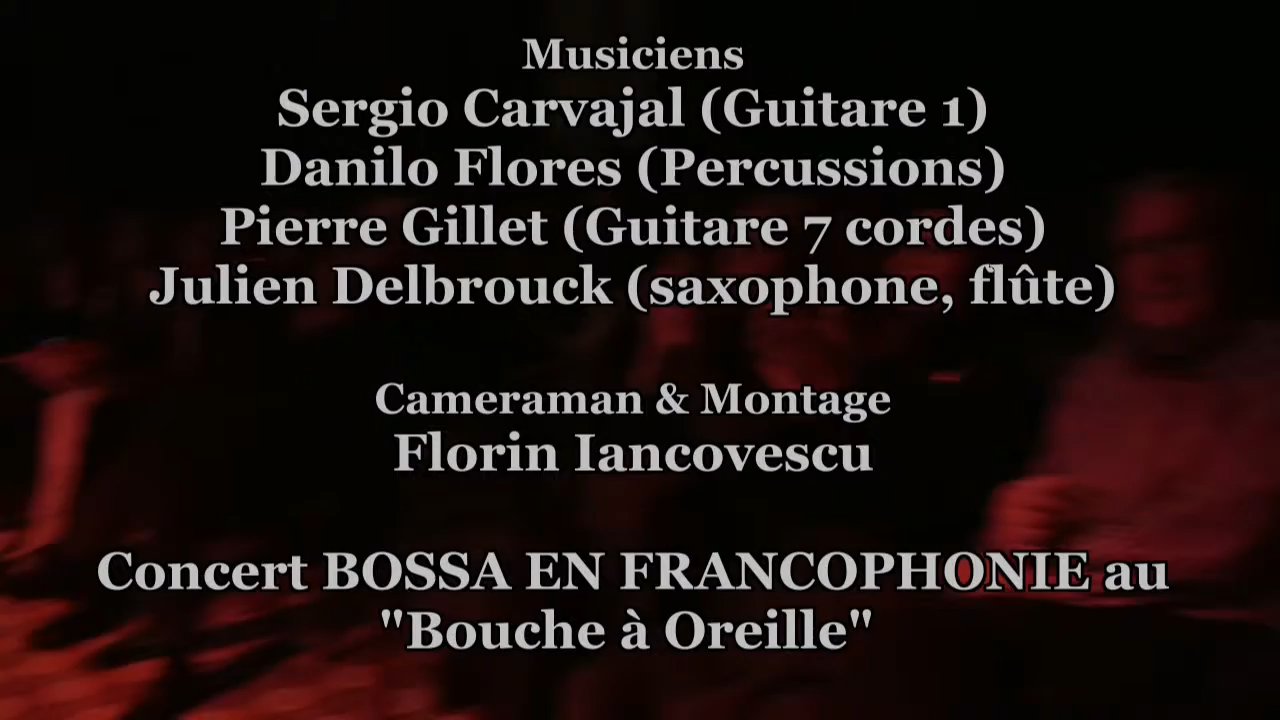 Musiciens
Sergio Carvajal (Guitare 1)
Danilo Flores (Percussions)
Pierre Gillet (Guitare 7 cordes)
Julien Delbrouck (saxophone, flûte)
Cameraman & Montage
Florin Iancovescu
Concert BOSSA EN FRANCOPHONIE au
"Bouche à Oreille"